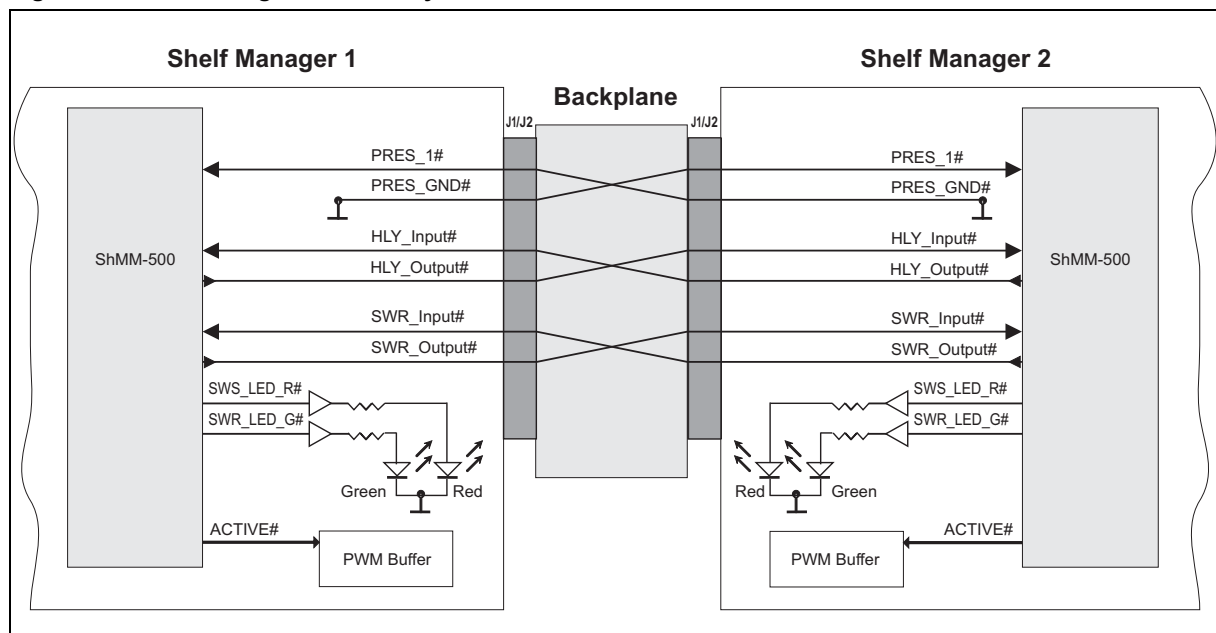 Shelf Manager 1
Shelf Manager 2
Backplane
J1/J2
J1/J2
ShMM-500
PRES_1#
PRES_GND#
HLY_Input#
HLY_Output#
SWR_Input#
SWR_Output#
SWS_LED_R#
SWR_LED_G#
Green
Red
ACTIVE#
PWM Buffer
PRES_1#
PRES_GND#
HLY_Input#
HLY_Output#
SWR_Input#
SWR_Output#
SWS_LED_R#
SWR_LED_G#
Red
Green
ACTIVE#
PWM Buffer
ShMM-500